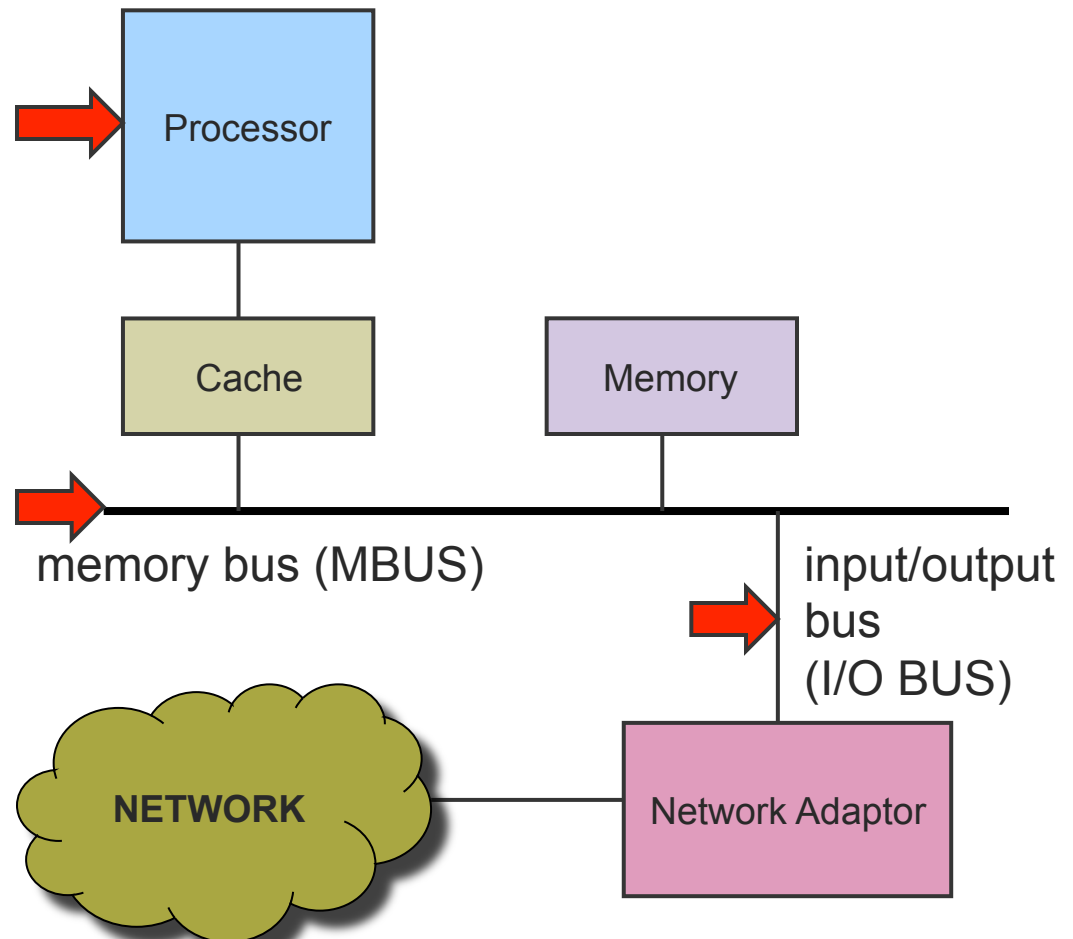 Processor
Cache
Memory
memory bus (MBUS)
input/output
bus
(I/O BUS)
NETWORK
Network Adaptor